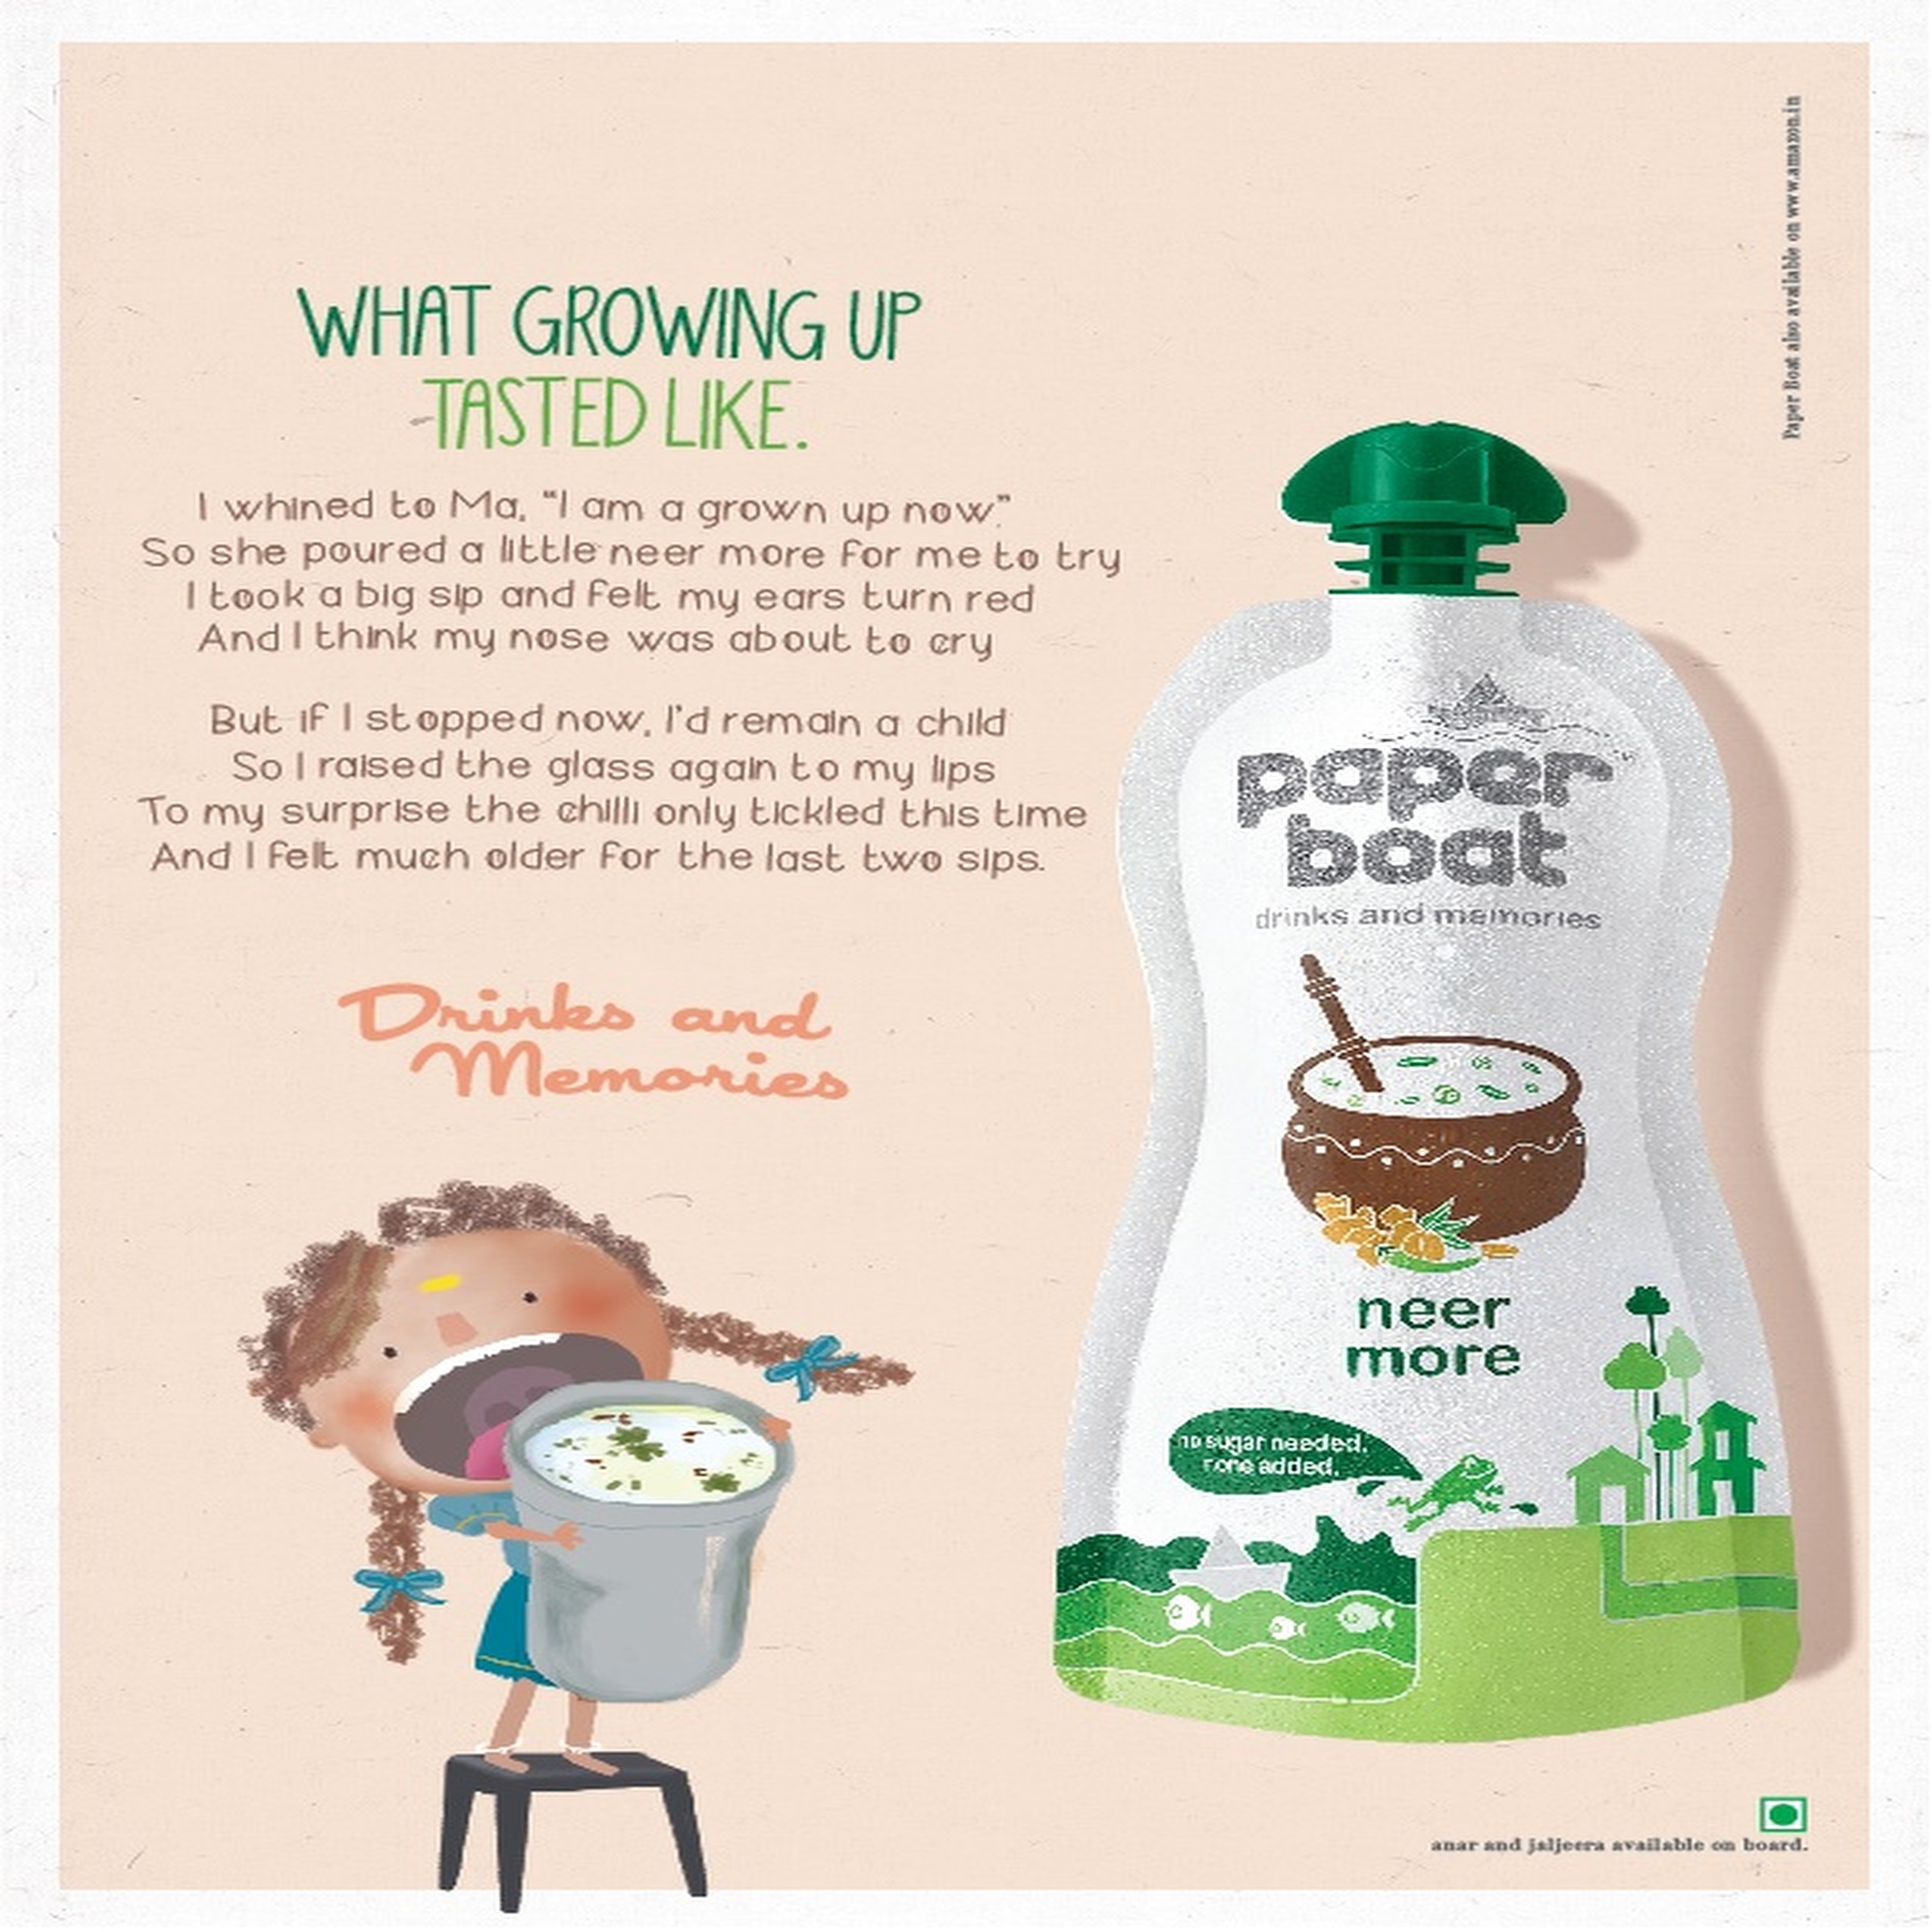 WHAT GROWING UP
TASTED LIKE.
I whined to Ma, “I am a grown up now”.
So she poured a little neer more for me to try
I took a big sip and felt my ears turn red
And I think my nose was about to cry
But if I stopped now, I'd remain a child
So I raised the glass again to my lips
To my surprise the chilli only tickled this time
And I felt much older for the last two sips.
Drinks and
Memories
Paper Boat also available on www.amazon.in
paper
boat
drinks and memories
neer
more
no sugar needed.
none added.
anar and jaljeera available on board.